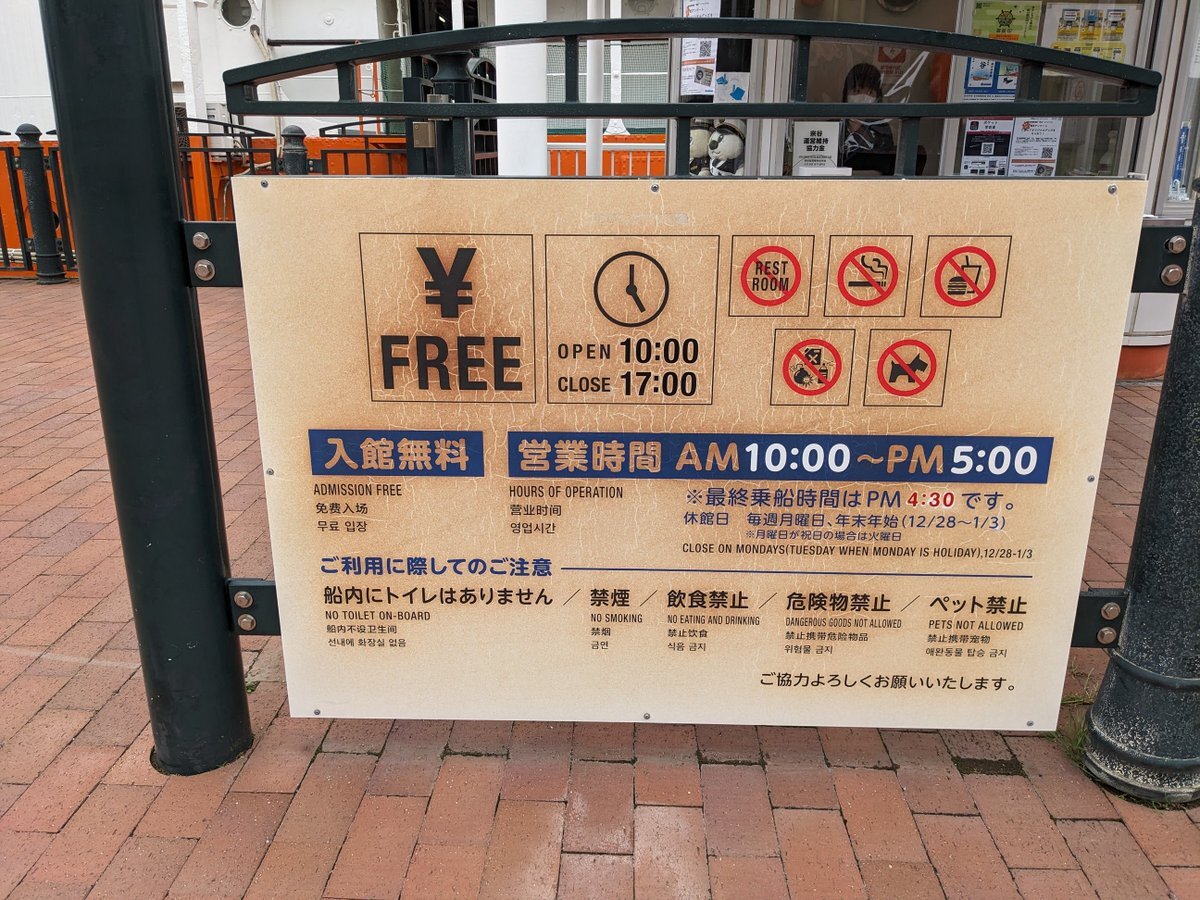 宗谷
運営維持
協力金
¥
FREE
OPEN 10:00
CLOSE 17:00
REST
ROOM
入館無料
ADMISSION FREE
免费入场
무료 입장
営業時間 AM10:00～PM5:00
HOURS OF OPERATION
营业时间
영업시간
※最終乗船時間はPM 4:30 です。
休館日 毎週月曜日、年末年始(12/28～1/3)
※月曜日が祝日の場合は火曜日
CLOSE ON MONDAYS(TUESDAY WHEN MONDAY IS HOLIDAY),12/28-1/3
ご利用に際してのご注意
船内にトイレはありません ／ 禁煙 ／ 飲食禁止 ／ 危険物禁止 ／ ペット禁止
NO TOILET ON-BOARD NO SMOKING NO EATING AND DRINKING DANGEROUS GOODS NOT ALLOWED PETS NOT ALLOWED
船内不设卫生间 禁烟 禁止饮食 禁止携带危险物品 禁止携带宠物
선내에 화장실 없음 금연 식음 금지 위험물 금지 애완동물 탑승 금지
ご協力よろしくお願いいたします。